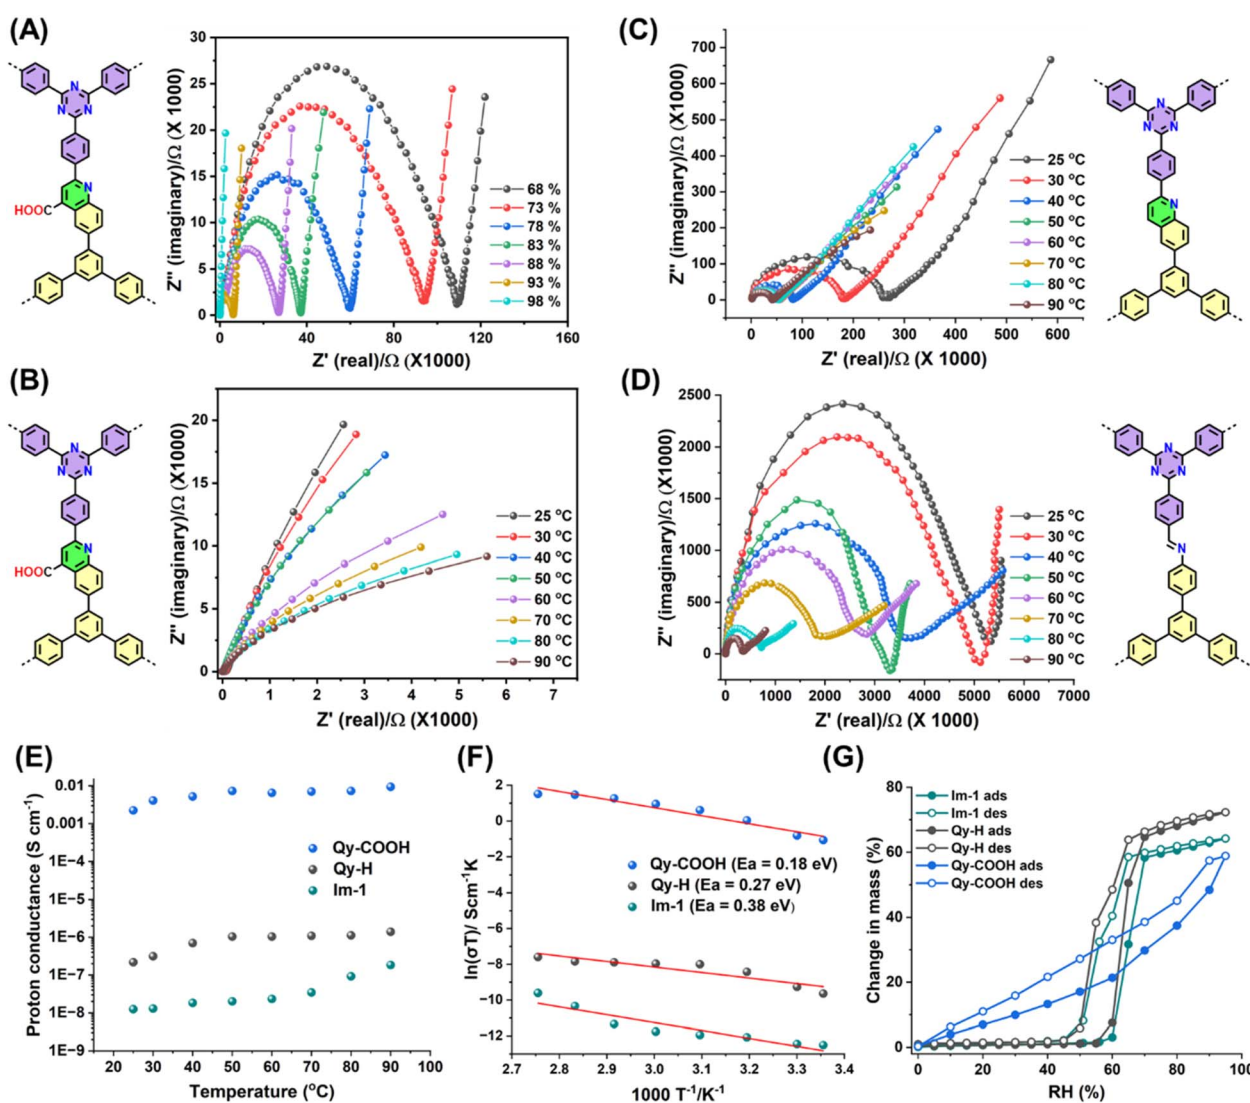 (A)
N
N
N
N
HOOC
Z'' (imaginary)/Ω (X 1000)
30
25
20
15
10
5
0
68 %
73 %
78 %
83 %
88 %
93 %
98 %
0
40
80
120
160
Z' (real)/Ω (X1000)
(C)
Z'' (imaginary)/Ω (X 1000)
700
600
500
400
300
200
100
0
25 °C
30 °C
40 °C
50 °C
60 °C
70 °C
80 °C
90 °C
0
100
200
300
400
500
600
Z' (real)/Ω (X 1000)
N
N
N
N
(B)
N
N
N
N
HOOC
Z'' (imaginary)/Ω (X1000)
20
15
10
5
0
25 °C
30 °C
40 °C
50 °C
60 °C
70 °C
80 °C
90 °C
0
1
2
3
4
5
6
7
Z' (real)/Ω (X1000)
(D)
Z'' (imaginary)/Ω (X1000)
2500
2000
1500
1000
500
0
25 °C
30 °C
40 °C
50 °C
60 °C
70 °C
80 °C
90 °C
0
1000
2000
3000
4000
5000
6000
7000
Z' (real)/Ω (X 1000)
N
N
N
N
(E)
Proton conductance (S cm-1)
0.01
0.001
1E-4
1E-5
1E-6
1E-7
1E-8
1E-9
Qy-COOH
Qy-H
Im-1
20
30
40
50
60
70
80
90
100
Temperature (°C)
(F)
ln(σT)/ Scm-1K
2
0
-2
-4
-6
-8
-10
-12
Qy-COOH (Ea = 0.18 eV)
Qy-H (Ea = 0.27 eV)
Im-1 (Ea = 0.38 eV)
2.7
2.8
2.9
3.0
3.1
3.2
3.3
3.4
1000 T-1/K-1
(G)
Change in mass (%)
80
60
40
20
0
Im-1 ads
Im-1 des
Qy-H ads
Qy-H des
Qy-COOH ads
Qy-COOH des
0
20
40
60
80
100
RH (%)